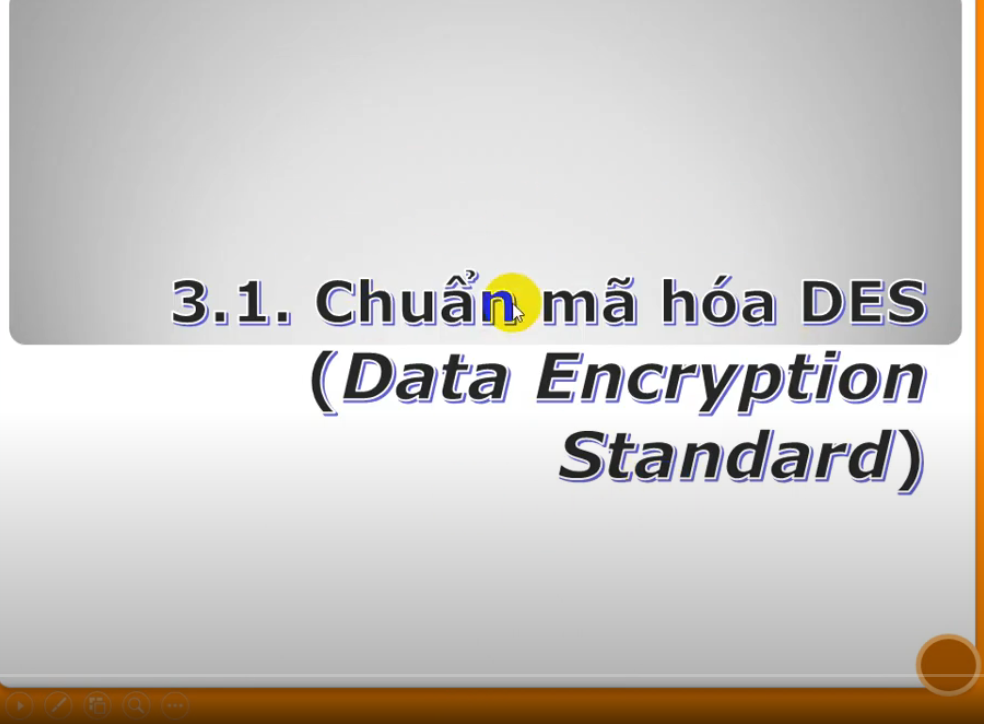 3.1. Chuẩn mã hóa DES
(Data Encryption
Standard)